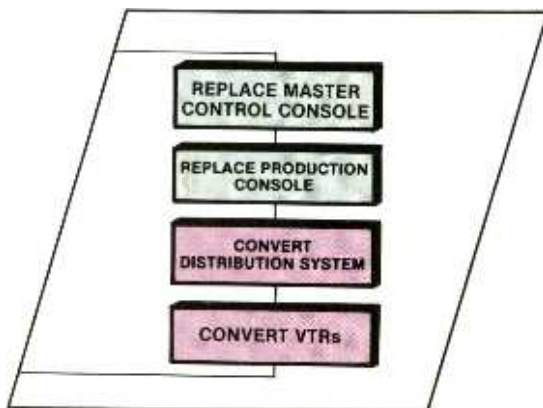 REPLACE MASTER
CONTROL CONSOLE
REPLACE PRODUCTION
CONSOLE
CONVERT
DISTRIBUTION SYSTEM
CONVERT VTRs